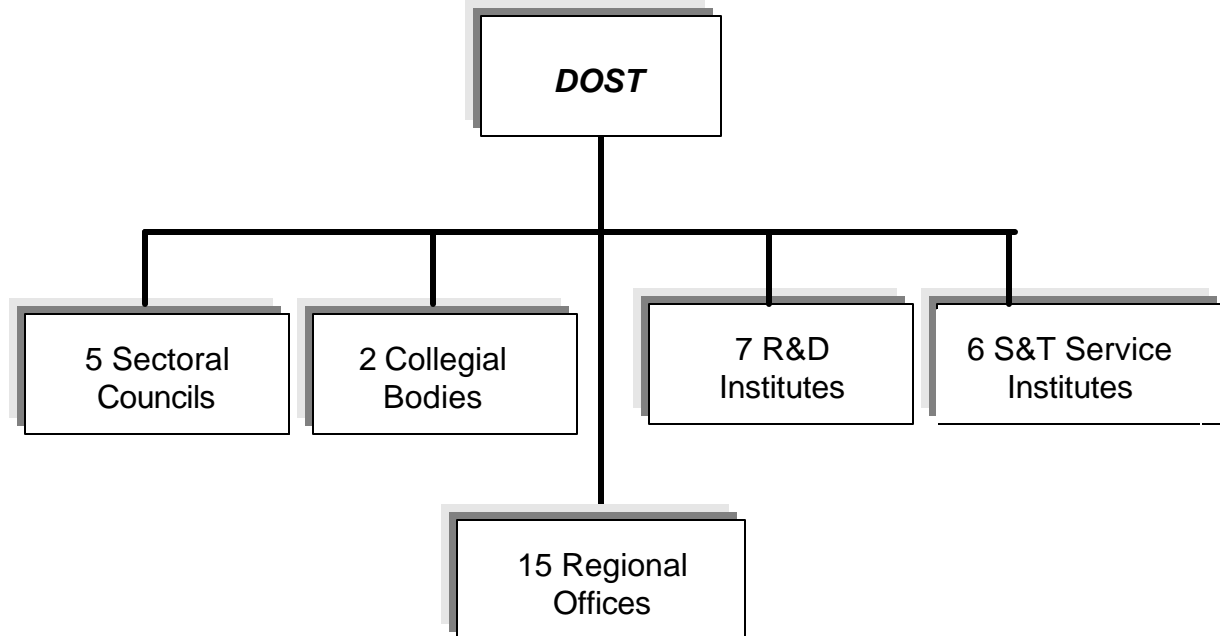 DOST
5 Sectoral
Councils
2 Collegial
Bodies
7 R&D
Institutes
6 S&T Service
Institutes
15 Regional
Offices